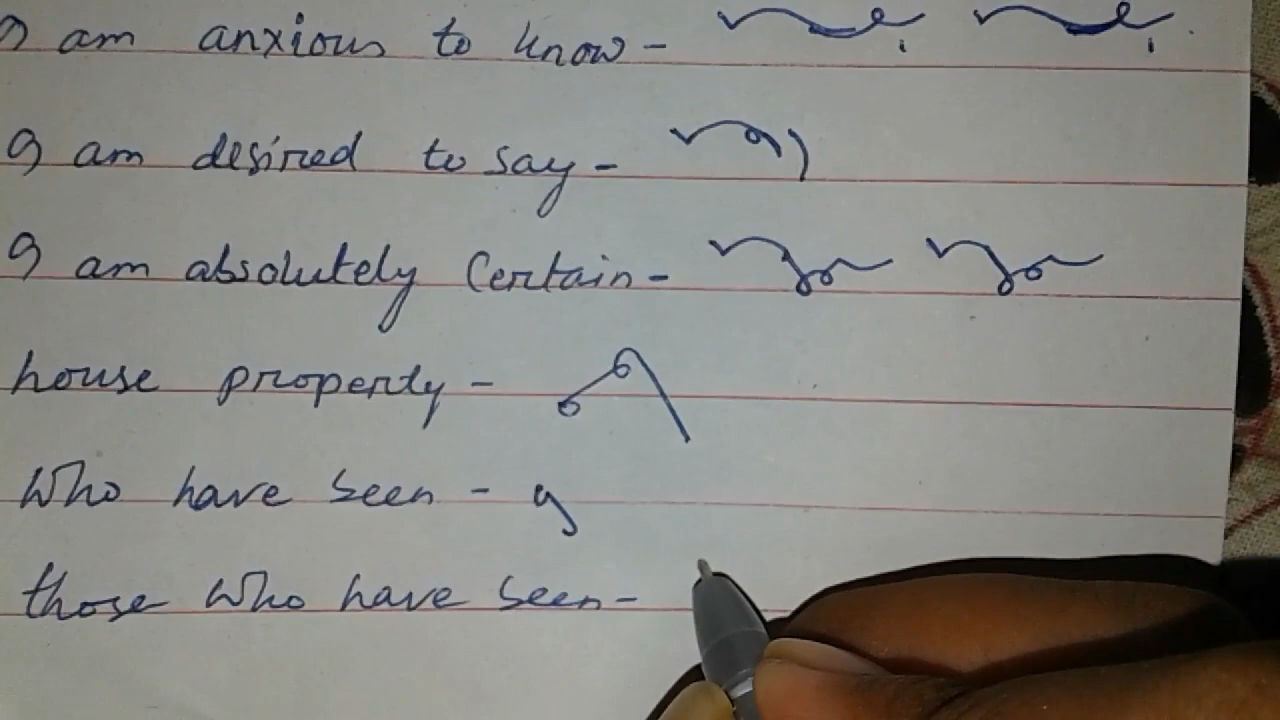 I am anxious to know -
I am desired to say -
I am absolutely Certain -
house property -
Who have seen -
those who have seen -